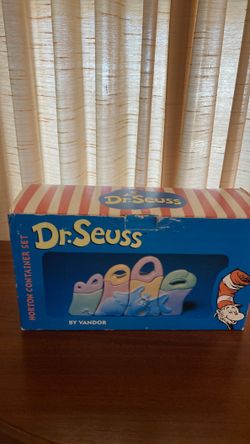 Dr. Seuss
Dr. Seuss
HORTON CONTAINER SET
BY VANDOR